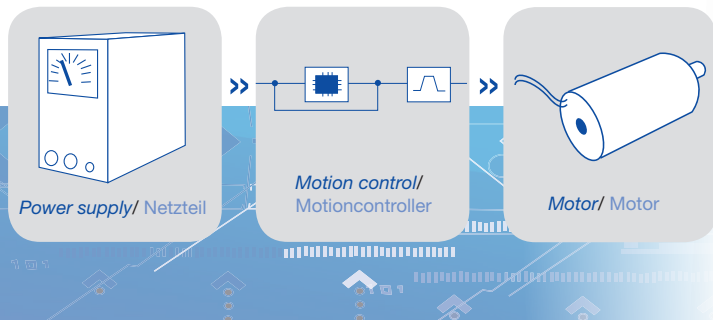 Power supply/ Netzteil
Motion control/
Motioncontroller
Motor/ Motor